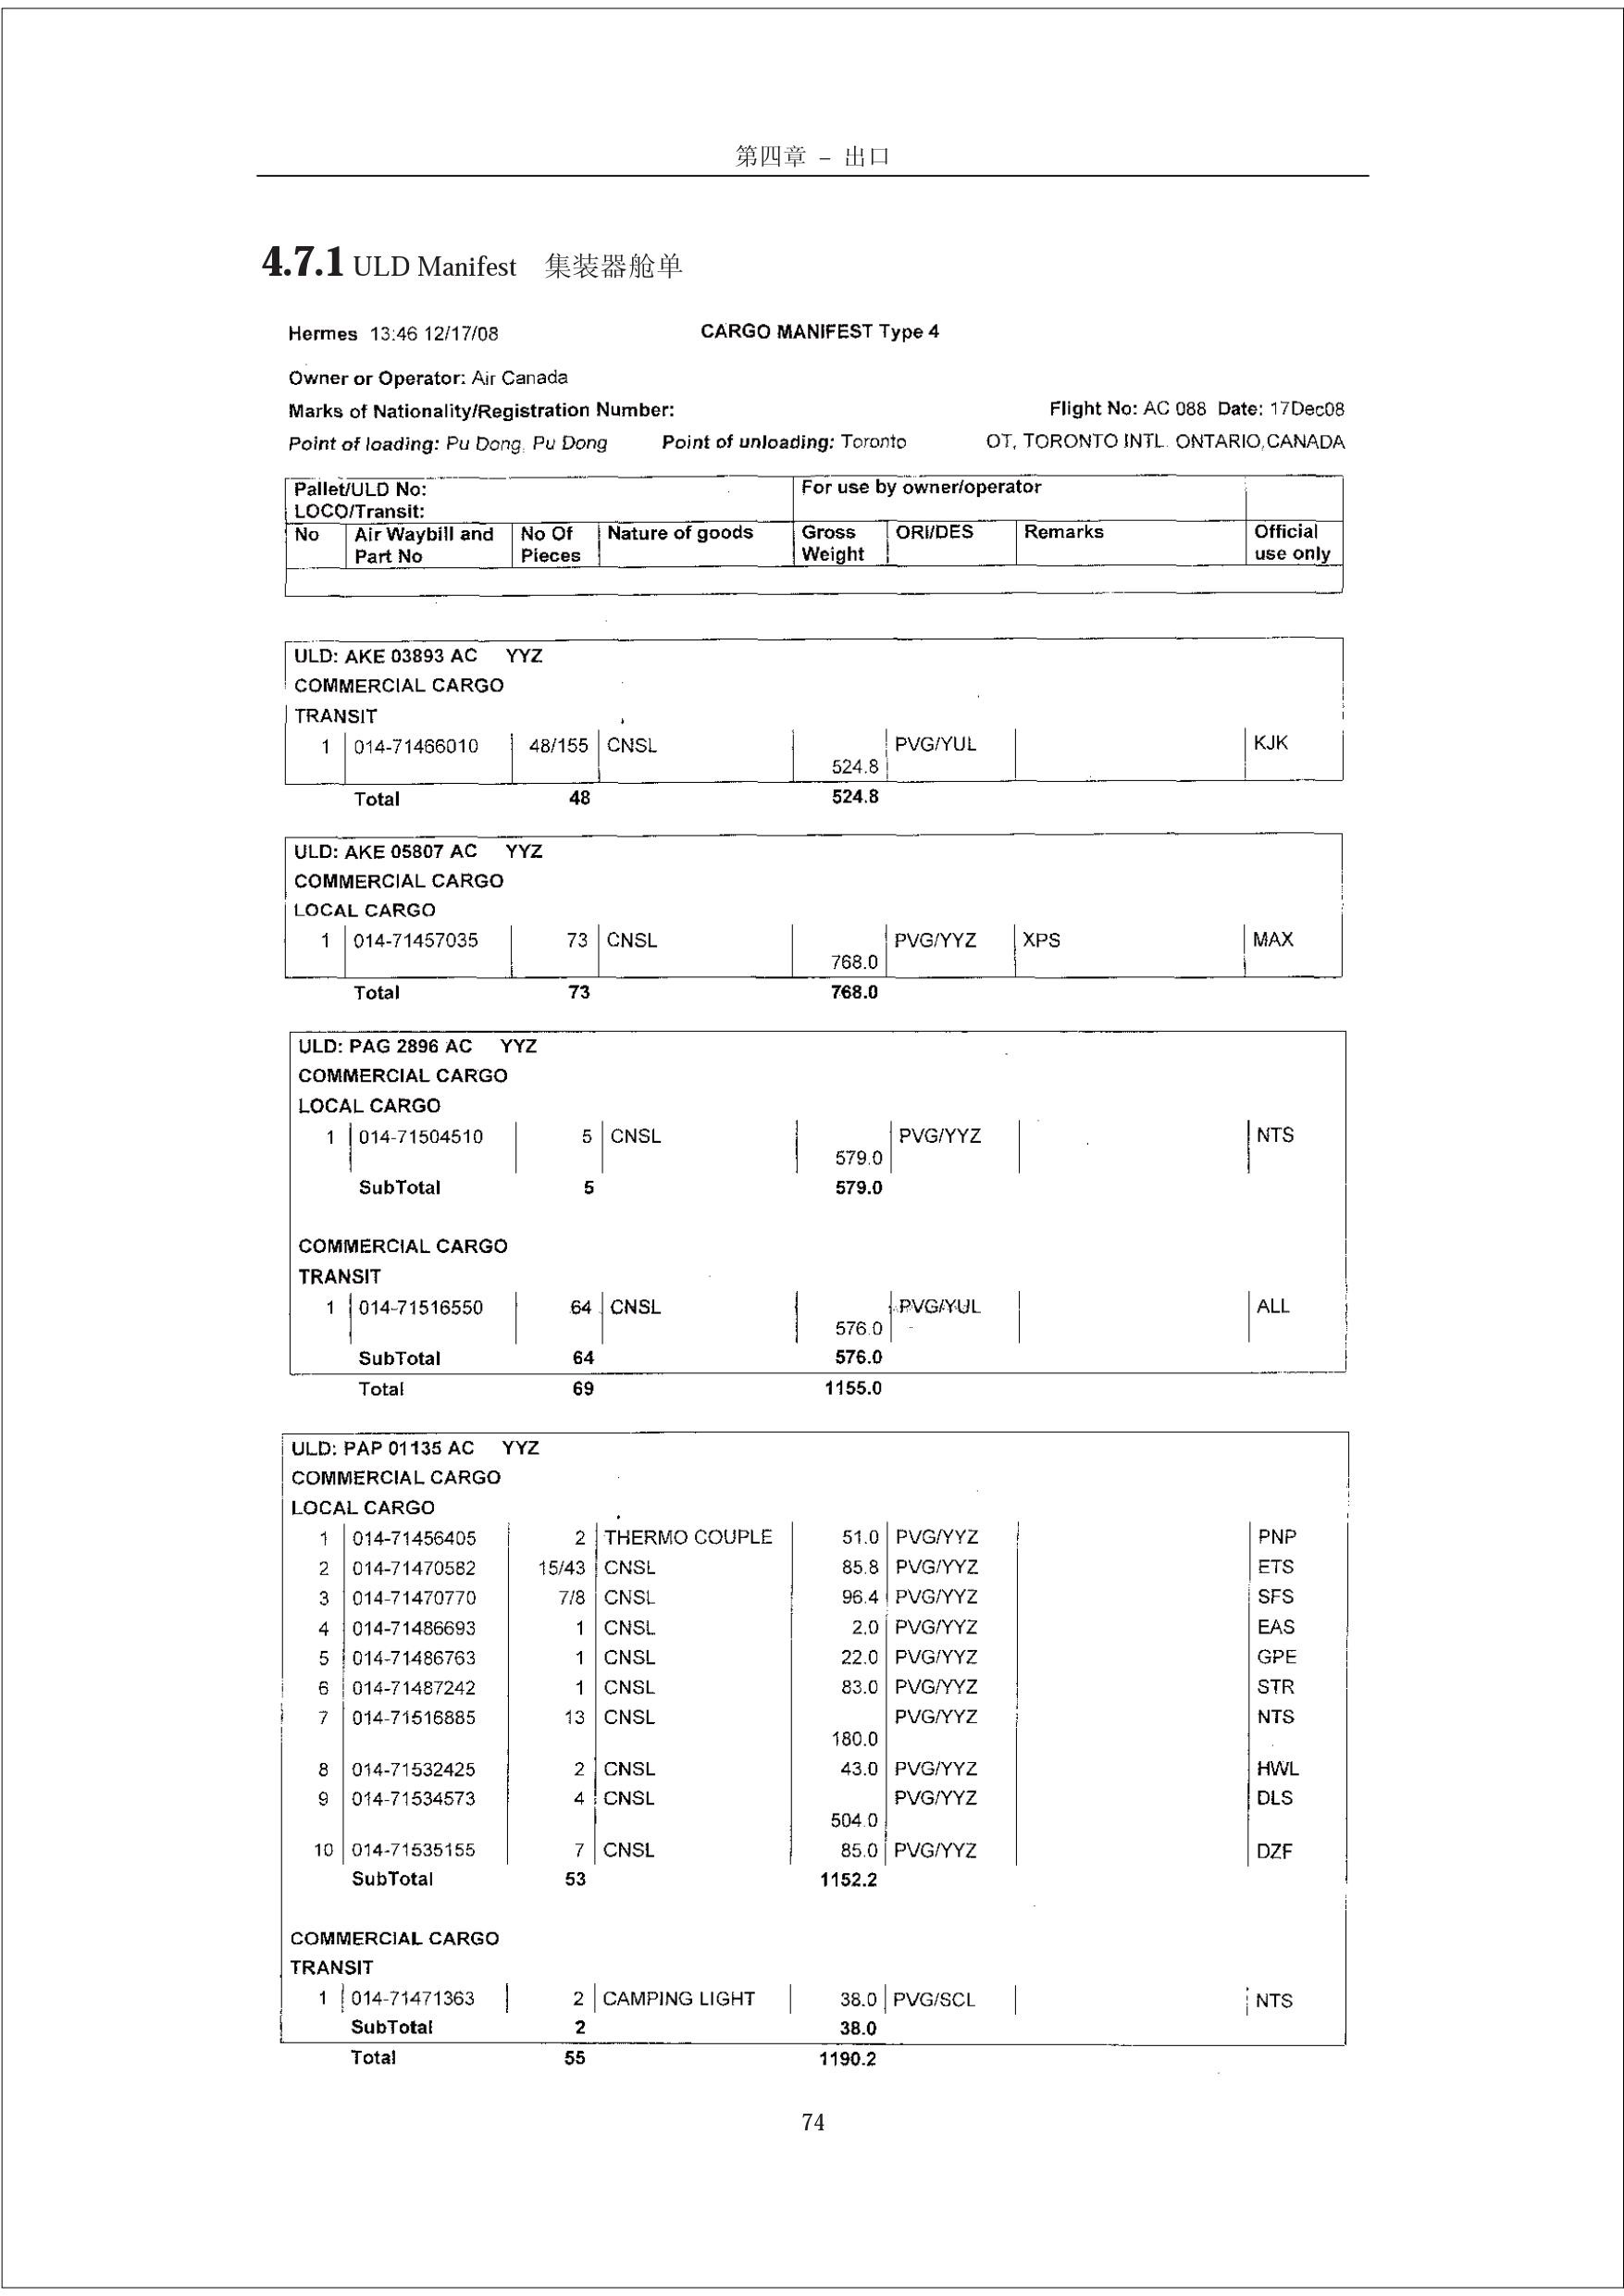 第四章 – 出口
4.7.1 ULD Manifest 集装器舱单
Hermes 13:46 12/17/08 CARGO MANIFEST Type 4
Owner or Operator: Air Canada
Marks of Nationality/Registration Number: Flight No: AC 088 Date: 17Dec08
Point of loading: Pu Dong, Pu Dong Point of unloading: Toronto OT, TORONTO INTL. ONTARIO,CANADA
Pallet/ULD No: For use by owner/operator
LOCO/Transit:
No Air Waybill and No Of Nature of goods Gross ORI/DES Remarks Official
Part No Pieces Weight use only
ULD: AKE 03893 AC YYZ
COMMERCIAL CARGO
TRANSIT
1 014-71466010 48/155 CNSL PVG/YUL KJK
524.8
Total 48 524.8
ULD: AKE 05807 AC YYZ
COMMERCIAL CARGO
LOCAL CARGO
1 014-71457035 73 CNSL PVG/YYZ XPS MAX
768.0
Total 73 768.0
ULD: PAG 2896 AC YYZ
COMMERCIAL CARGO
LOCAL CARGO
1 014-71504510 5 CNSL PVG/YYZ NTS
579.0
SubTotal 5 579.0
COMMERCIAL CARGO
TRANSIT
1 014-71516550 64 CNSL PVG/YUL ALL
576.0
SubTotal 64 576.0
Total 69 1155.0
ULD: PAP 01135 AC YYZ
COMMERCIAL CARGO
LOCAL CARGO
1 014-71456405 2 THERMO COUPLE 51.0 PVG/YYZ PNP
2 014-71470582 15/43 CNSL 85.8 PVG/YYZ ETS
3 014-71470770 7/8 CNSL 96.4 PVG/YYZ SFS
4 014-71486693 1 CNSL 2.0 PVG/YYZ EAS
5 014-71486763 1 CNSL 22.0 PVG/YYZ GPE
6 014-71487242 1 CNSL 83.0 PVG/YYZ STR
7 014-71516885 13 CNSL PVG/YYZ NTS
180.0
8 014-71532425 2 CNSL 43.0 PVG/YYZ HWL
9 014-71534573 4 CNSL PVG/YYZ DLS
504.0
10 014-71535155 7 CNSL 85.0 PVG/YYZ DZF
SubTotal 53 1152.2
COMMERCIAL CARGO
TRANSIT
1 014-71471363 2 CAMPING LIGHT 38.0 PVG/SCL NTS
SubTotal 2 38.0
Total 55 1190.2
74